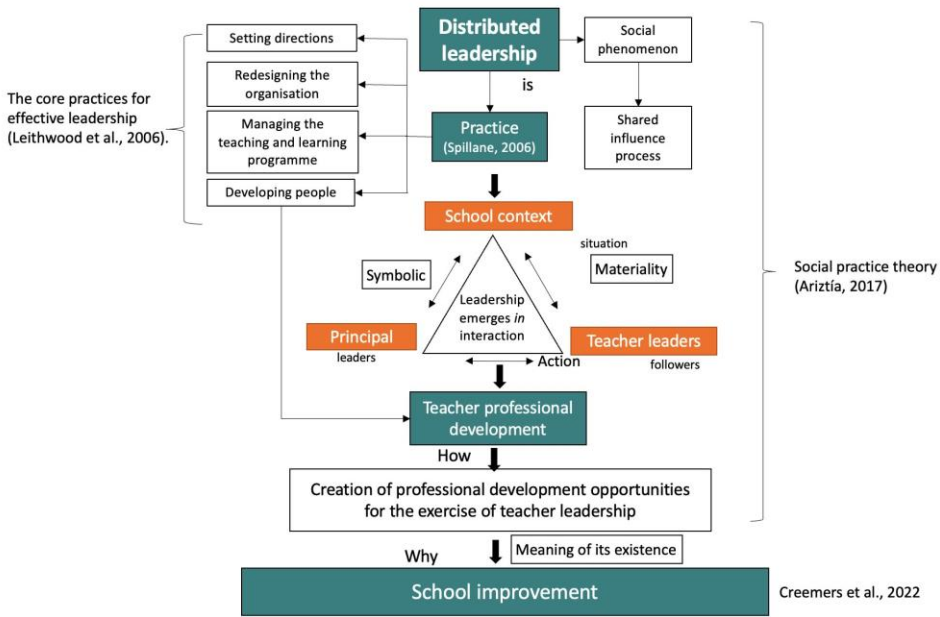 Distributed
leadership
Setting directions
Social
phenomenon
is
Redesigning the
organisation
The core practices for
effective leadership
(Leithwood et al., 2006).
Managing the
teaching and learning
programme
Practice
(Spillane, 2006)
Shared
influence
process
Developing people
School context
situation
Symbolic
Materiality
Social practice theory
(Ariztía, 2017)
Leadership
emerges in
interaction
Principal
leaders
Teacher leaders
followers
Action
Teacher professional
development
How
Creation of professional development opportunities
for the exercise of teacher leadership
Why
Meaning of its existence
School improvement
Creemers et al., 2022